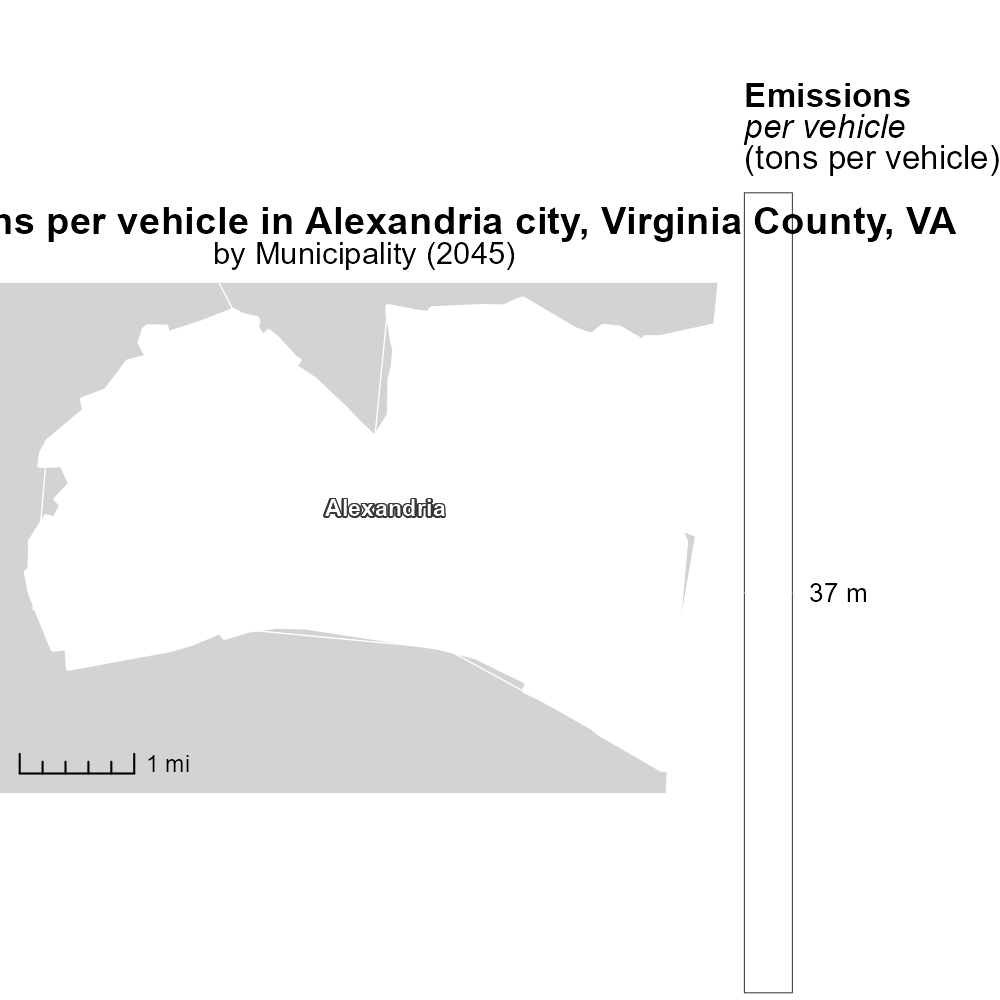 Emissions
per vehicle
(tons per vehicle)
ns per vehicle in Alexandria city, Virginia County, VA
by Municipality (2045)
Alexandria
37 m
1 mi